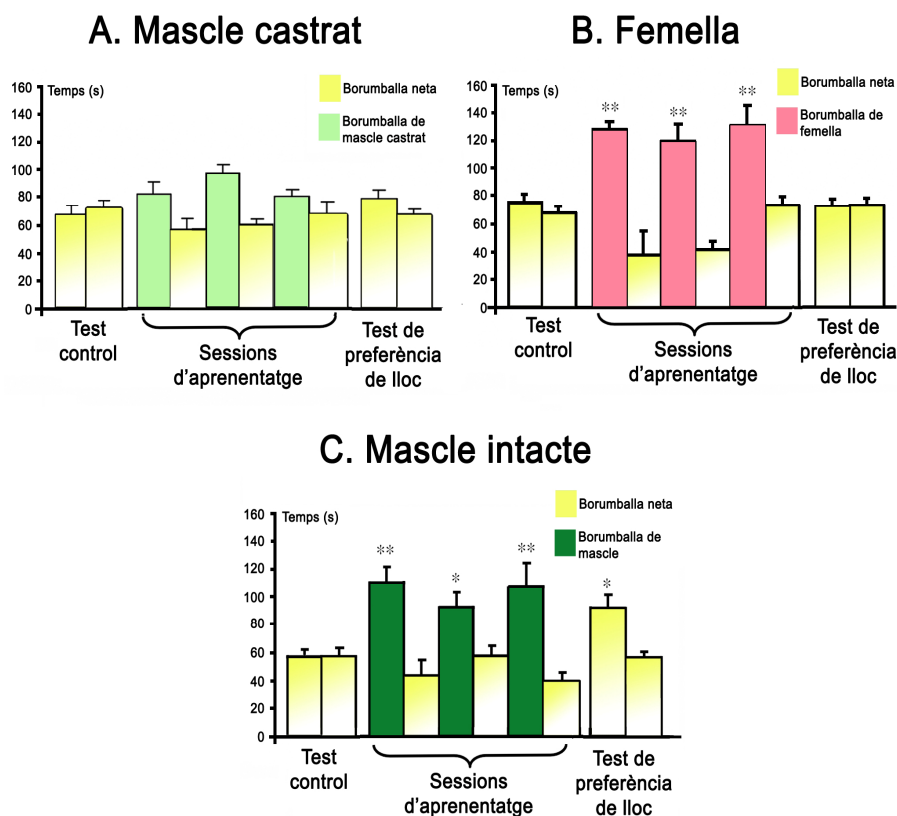 A. Mascle castrat
160
Temps (s)
140
120
100
80
60
40
20
0
Borumballa neta
Borumballa de
mascle castrat
Test
control
Sessions
d'aprenentatge
Test de
preferència
de lloc
B. Femella
160
Temps (s)
140
120
100
80
60
40
20
0
**
**
**
Borumballa neta
Borumballa de
femella
Test
control
Sessions
d'aprenentatge
Test de
preferència
de lloc
C. Mascle intacte
160
Temps (s)
140
120
100
80
60
40
20
0
**
*
**
*
Borumballa neta
Borumballa de
mascle
Test
control
Sessions
d'aprenentatge
Test de
preferència
de lloc